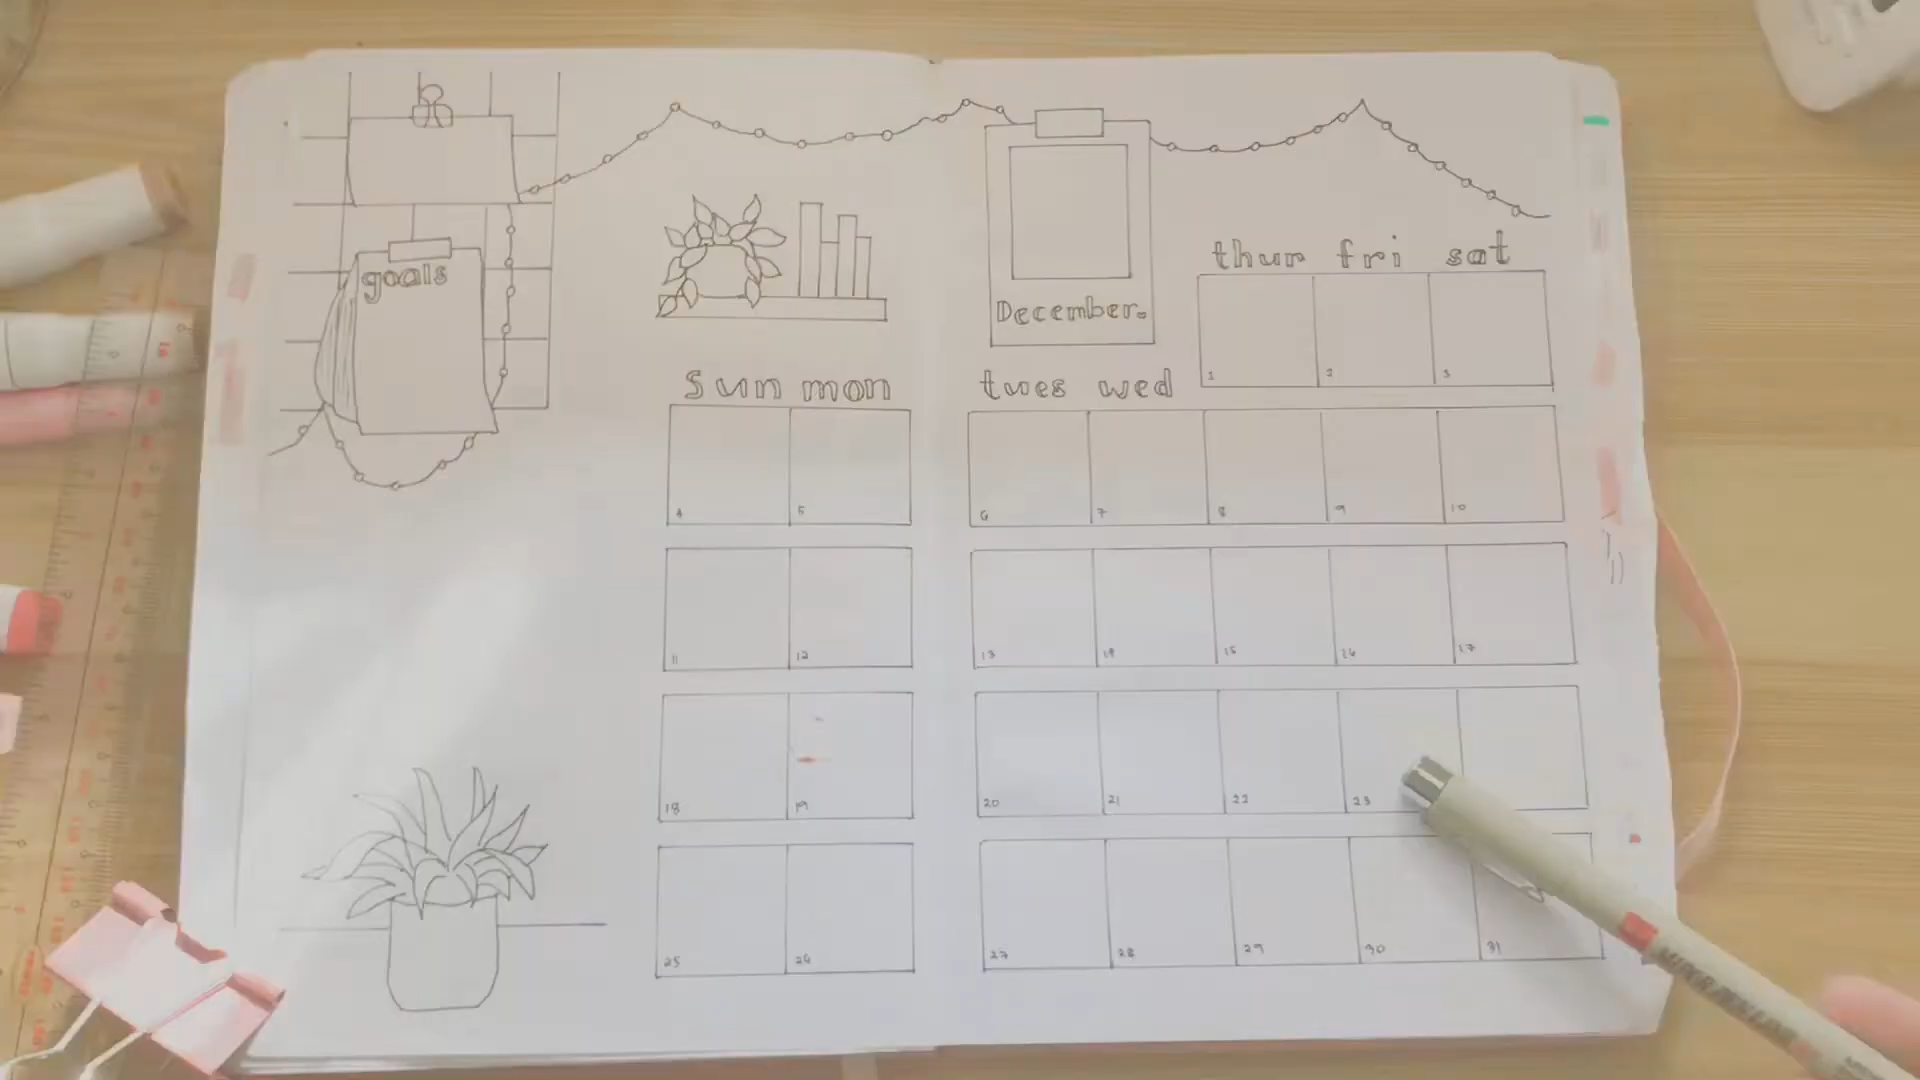 goals
December.
thur fri sat
1 2 3
sun mon tues wed
4 5 6 7 8 9 10
11 12 13 14 15 16 17
18 19 20 21 22 23
25 26 27 28 29 30 31